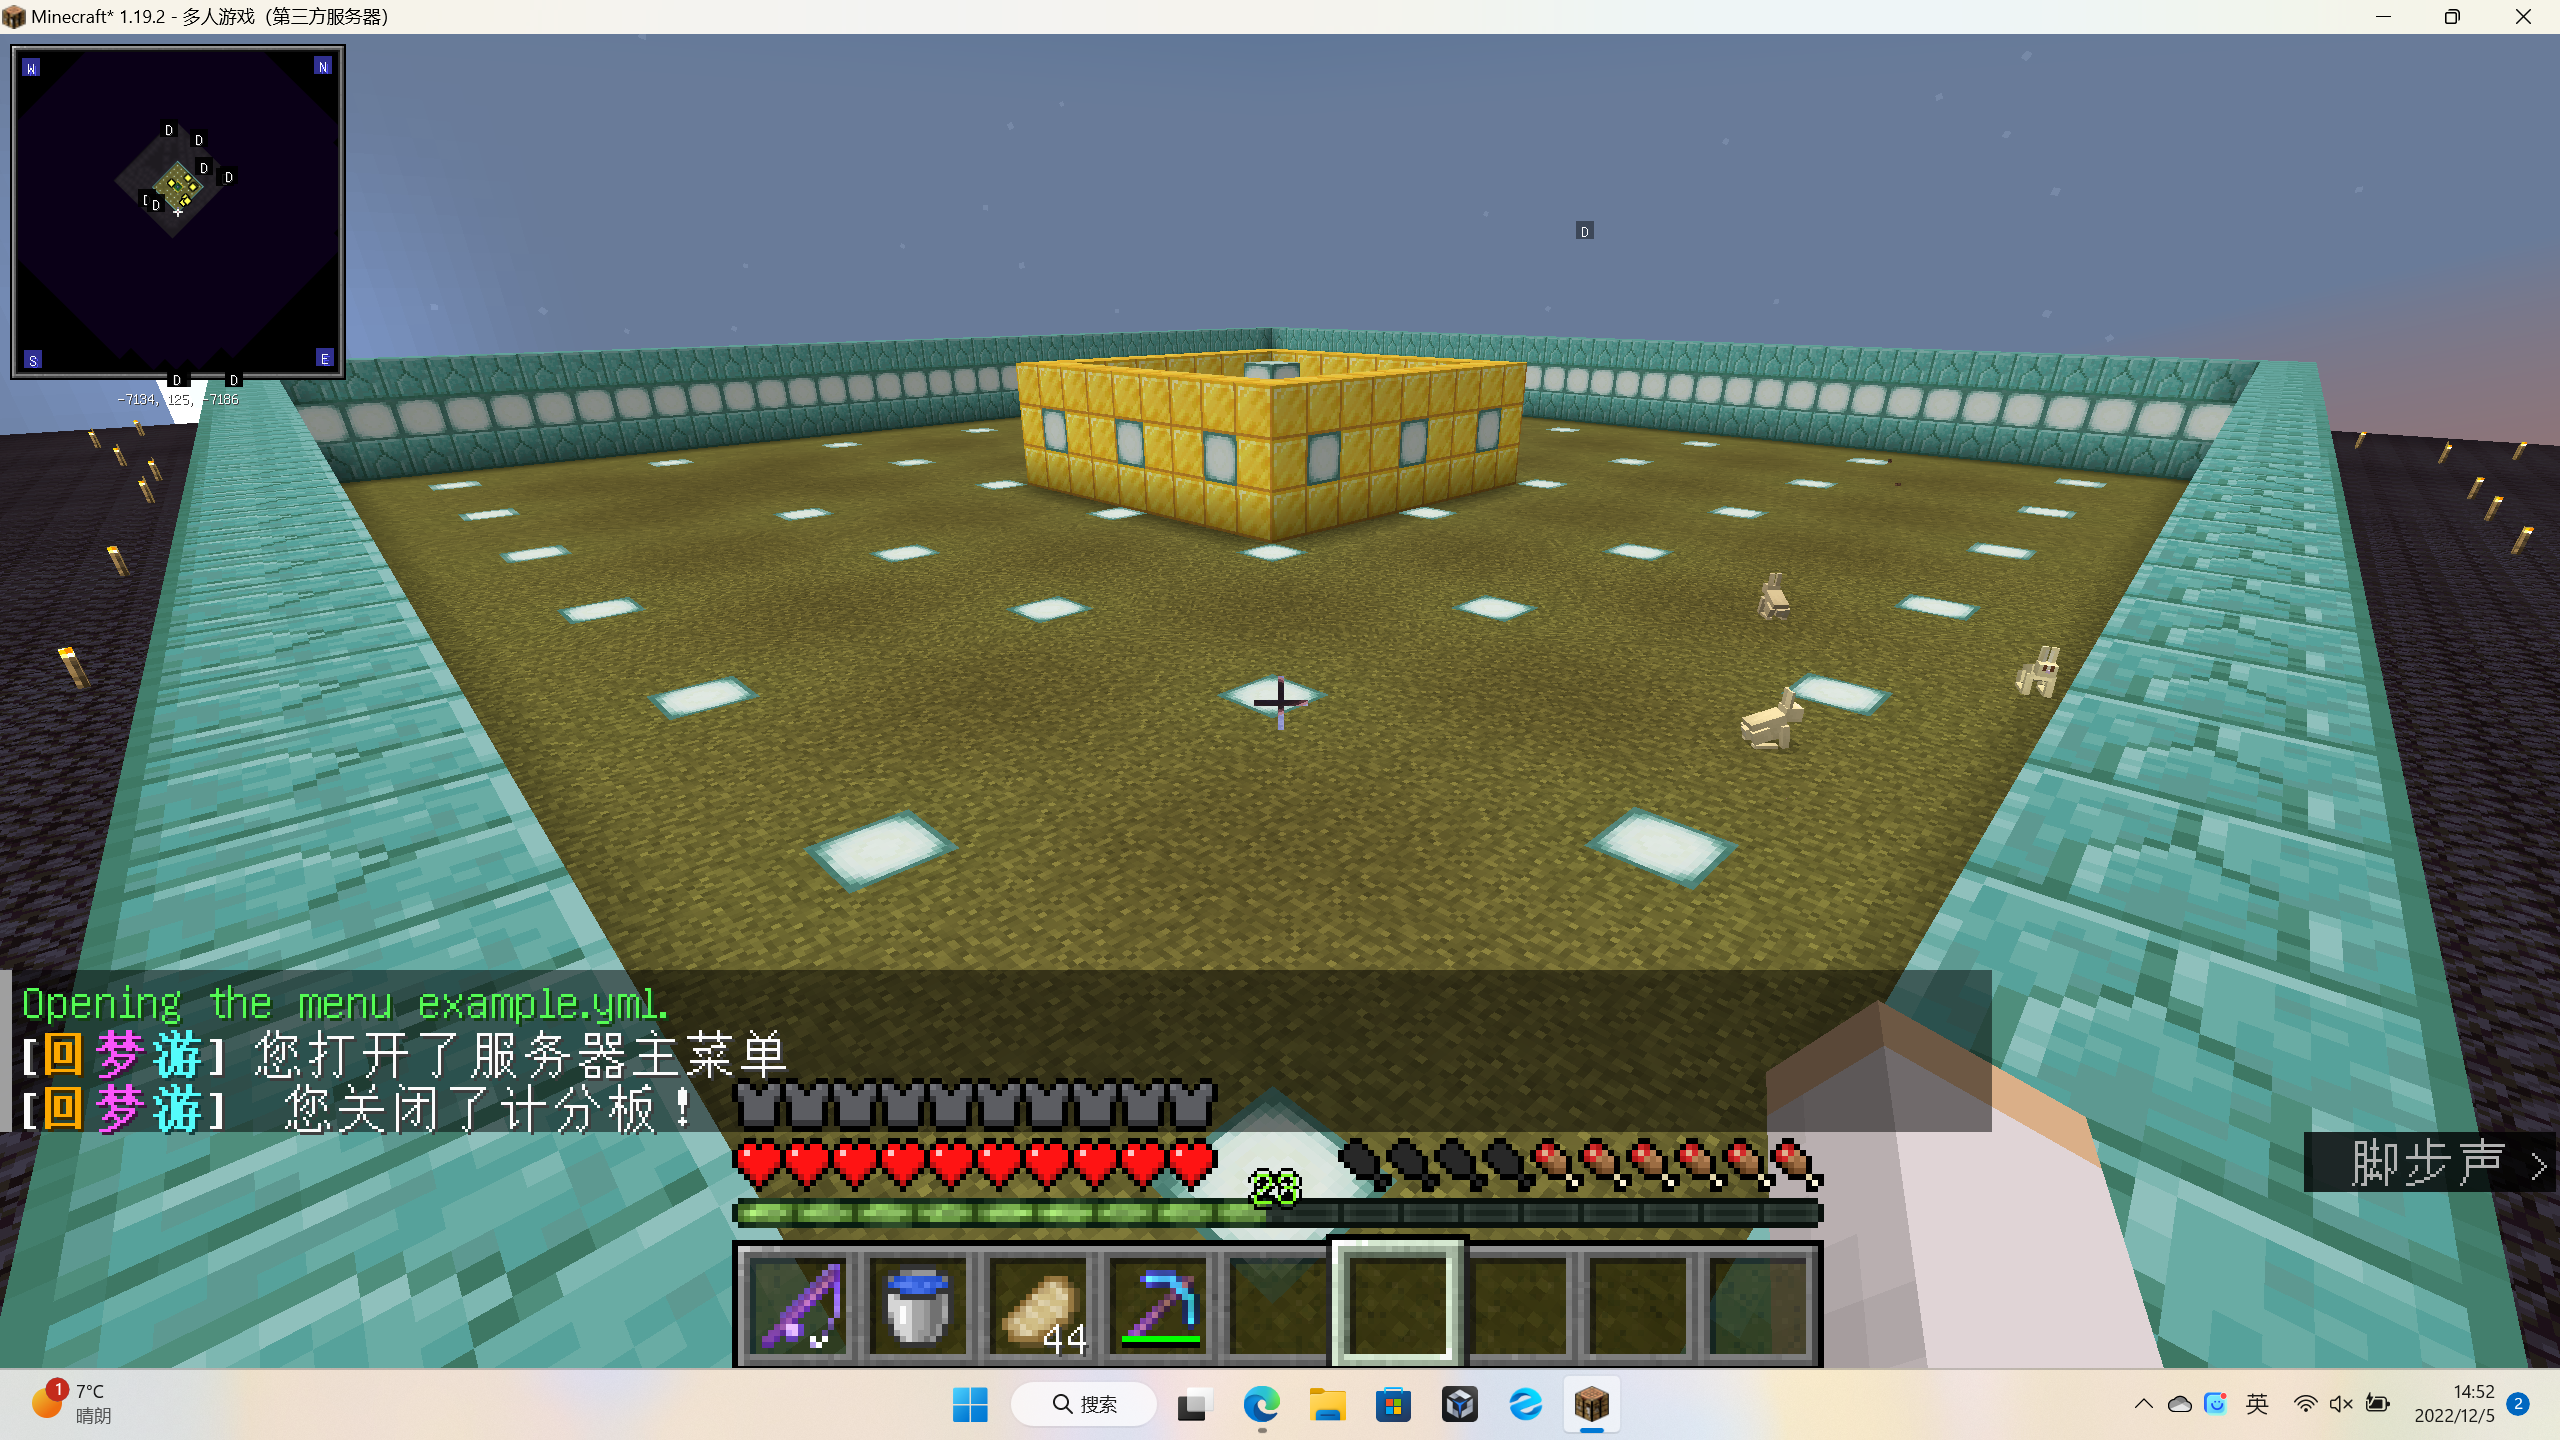 Minecraft* 1.19.2 - 多人游戏（第三方服务器）
W
N
D
D
D
D
D
D
S
E
D
D
-7134, 125, -7186
Opening the menu example.yml.
[回梦游] 您打开了服务器主菜单
[回梦游] 您关闭了计分板！
脚步声 >
44
1
7°C
晴朗
搜索
英
14:52
2022/12/5
2